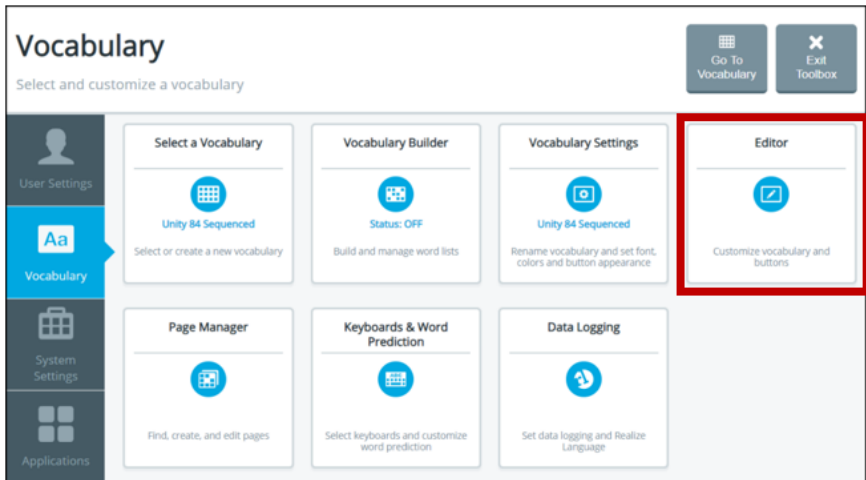 Vocabulary
Select and customize a vocabulary
Go To
Vocabulary
Exit
Toolbox
User Settings
Vocabulary
System
Settings
Applications
Select a Vocabulary
Unity 84 Sequenced
Select or create a new vocabulary
Vocabulary Builder
Status: OFF
Build and manage word lists
Vocabulary Settings
Unity 84 Sequenced
Rename vocabulary and set font,
colors and button appearance
Editor
Customize vocabulary and
buttons
Page Manager
Find, create, and edit pages
Keyboards & Word
Prediction
Select keyboards and customize
word prediction
Data Logging
Set data logging and Realize
Language